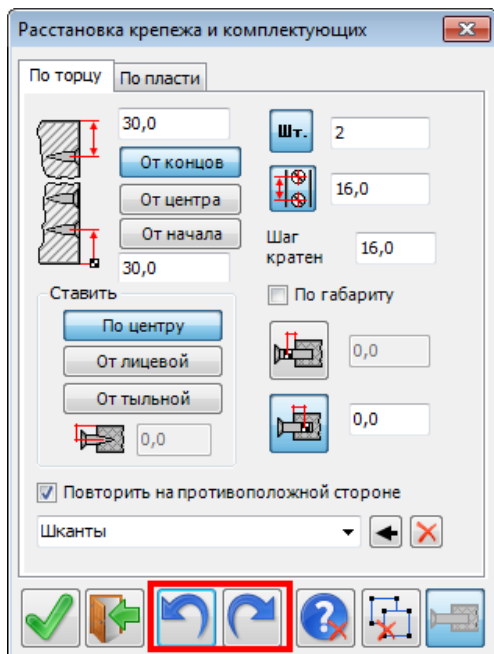 Расстановка крепежа и комплектующих
По торцу
По пласти
30,0
От концов
От центра
От начала
30,0
Шт.
2
16,0
Шаг кратен
16,0
По габариту
0,0
0,0
Ставить
По центру
От лицевой
От тыльной
0,0
Повторить на противоположной стороне
Шканты